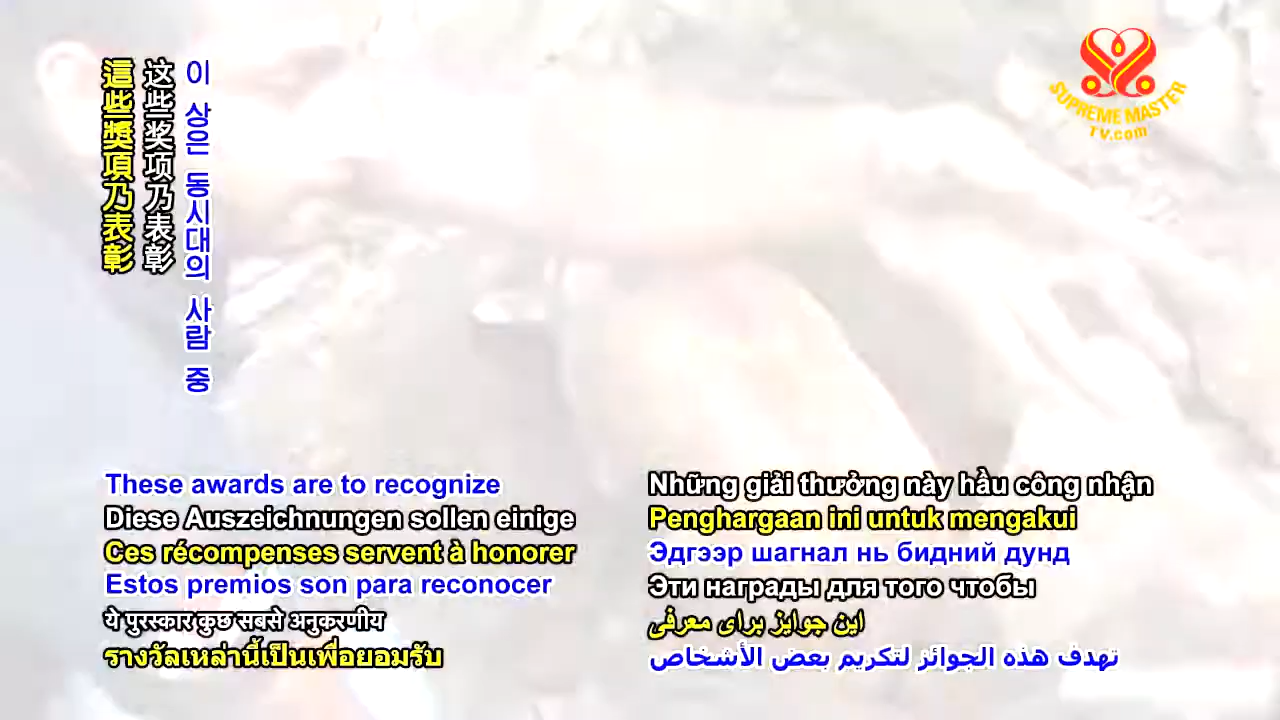 這些獎項乃表彰
这些奖项乃表彰
이 상은 동시대의 사람 중
SUPREME MASTER
TV.com
These awards are to recognize
Diese Auszeichnungen sollen einige
Ces récompenses servent à honorer
Estos premios son para reconocer
ये पुरस्कार कुछ सबसे अनुकरणीय
รางวัลเหล่านี้เป็นเพื่อยอมรับ
Những giải thưởng này hầu công nhận
Penghargaan ini untuk mengakui
Эдгээр шагнал нь бидний дунд
Эти награды для того чтобы
این جوایز برای معرفی
تهدف هذه الجوائز لتكريم بعض الأشخاص